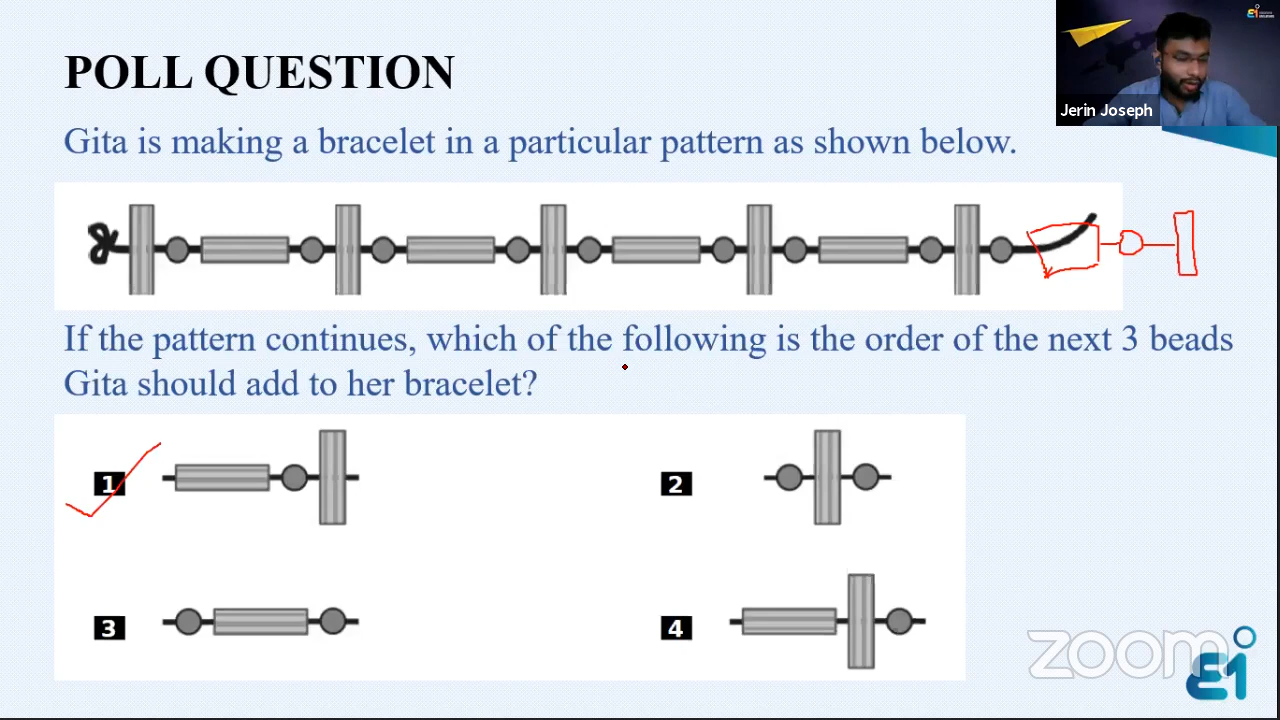 POLL QUESTION
Jerin Joseph
Gita is making a bracelet in a particular pattern as shown below.
If the pattern continues, which of the following is the order of the next 3 beads
Gita should add to her bracelet?
1
2
3
4
zoom
Ei